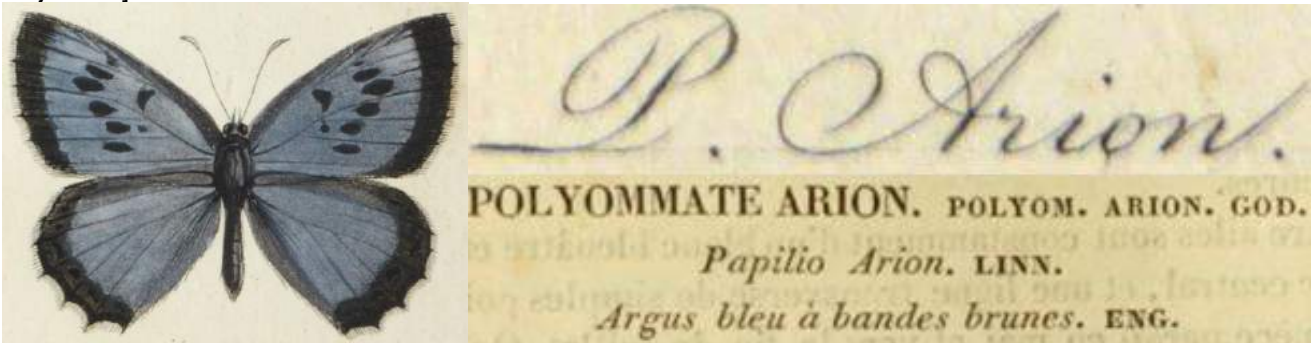 P. Arion.
POLYOMMATE ARION. POLYOM. ARION. GOD.
Papilio Arion. LINN.
Argus bleu à bandes brunes. ENG.